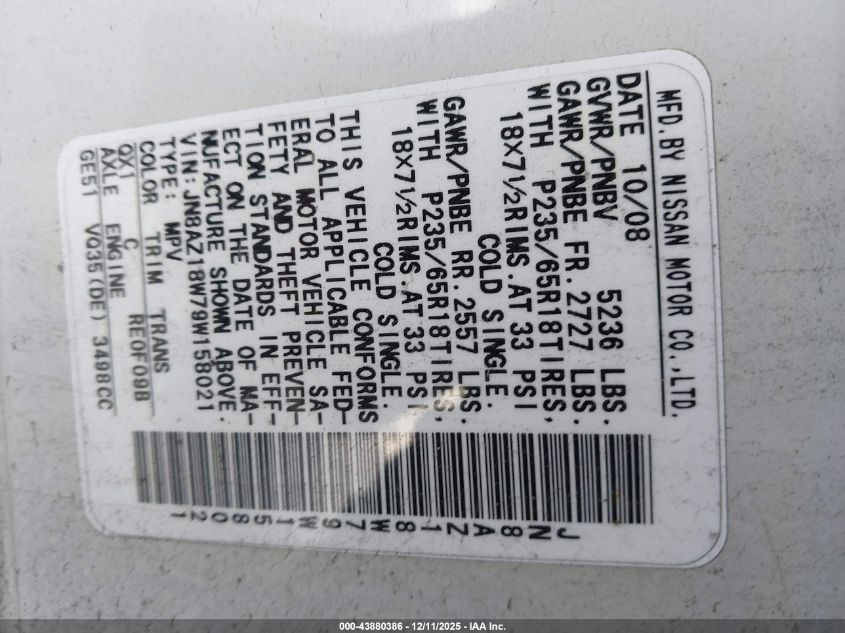 MFD.BY NISSAN MOTOR CO.,LTD.
DATE 10/08
GVWR/PNBV 5236 LBS.
GAWR/PNBE FR. 2727 LBS.
WITH P235/65R18TIRES,
18X7½RIMS.AT 33 PSI
COLD SINGLE.
GAWR/PNBE RR. 2557 LBS.
WITH P235/65R18TIRES,
18X7½RIMS.AT 33 PSI
COLD SINGLE.
THIS VEHICLE CONFORMS
TO ALL APPLICABLE FED-
ERAL MOTOR VEHICLE SA-
FETY AND THEFT PREVEN-
TION STANDARDS IN EFF-
ECT ON THE DATE OF MA-
NUFACTURE SHOWN ABOVE.
VIN:JN8AZ18W79W158021
TYPE: MPV
COLOR TRIM TRANS
QX1 C RE0F09B
AXLE ENGINE
GE51 VQ35(DE) 3498CC
JN8AZ18W79W158021
000-43880386 - 12/11/2025 - IAA Inc.